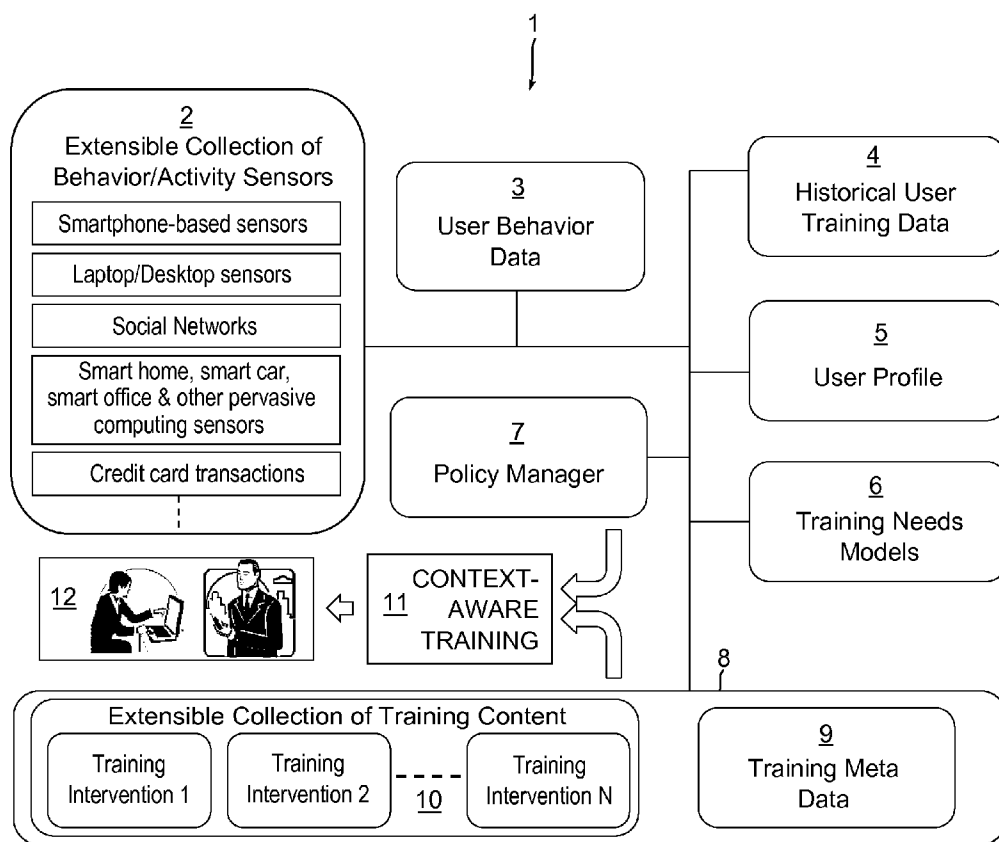 1
2
Extensible Collection of
Behavior/Activity Sensors
Smartphone-based sensors
Laptop/Desktop sensors
Social Networks
Smart home, smart car,
smart office & other pervasive
computing sensors
Credit card transactions
3
User Behavior
Data
4
Historical User
Training Data
5
User Profile
7
Policy Manager
6
Training Needs
Models
12
11
CONTEXT-
AWARE
TRAINING
8
Extensible Collection of Training Content
Training
Intervention 1
Training
Intervention 2
10
Training
Intervention N
9
Training Meta
Data